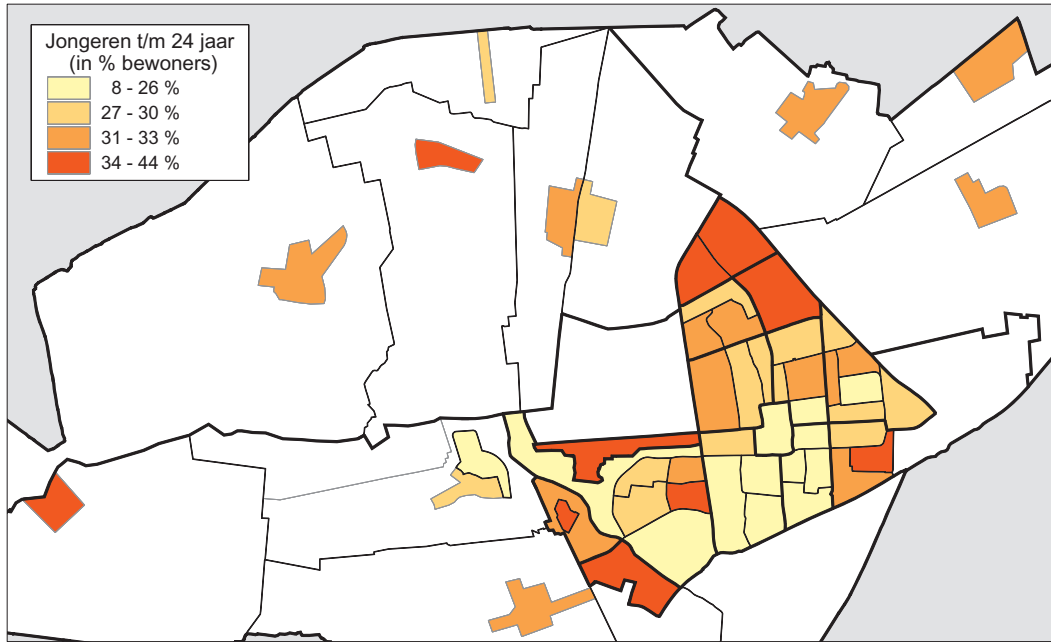 Jongeren t/m 24 jaar
(in % bewoners)
8 - 26 %
27 - 30 %
31 - 33 %
34 - 44 %